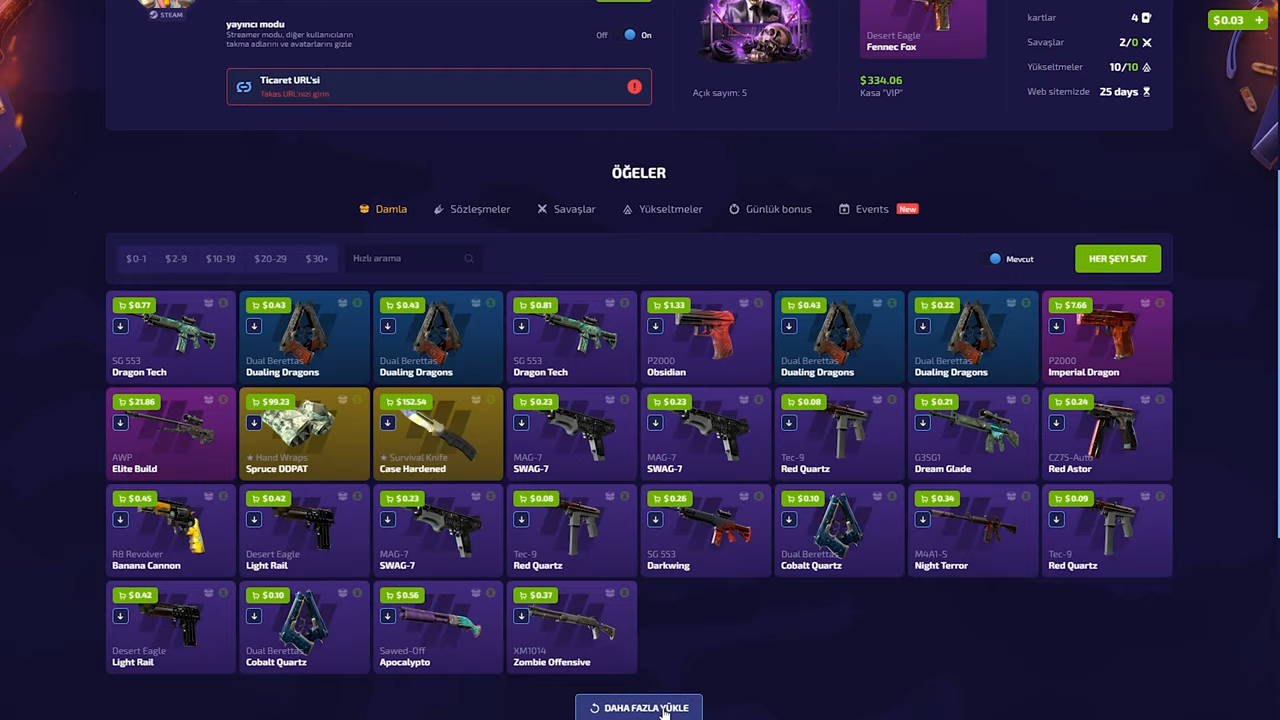 STEAM
yayıncı modu
Streamer modu, diğer kullanıcıların
takma adlarını ve avatarlarını gizle
Off On
Ticaret URL'si
Takas URL'nizi girin
Açık sayım: 5
Desert Eagle
Fennec Fox
$334.06
Kasa "VIP"
kartlar 4
Savaşlar 2/0
Yükseltmeler 10/10
Web sitemizde 25 days
$0.03 +
ÖĞELER
Damla Sözleşmeler Savaşlar Yükseltmeler Günlük bonus Events New
$0-1 $2-9 $10-19 $20-29 $30+ Hızlı arama Mevcut HER ŞEYİ SAT
$0.77 $0.43 $0.43 $0.81 $1.33 $0.43 $0.22 $7.66
SG 553 Dual Berettas Dual Berettas SG 553 P2000 Dual Berettas Dual Berettas P2000
Dragon Tech Dualing Dragons Dualing Dragons Dragon Tech Obsidian Dualing Dragons Dualing Dragons Imperial Dragon
$21.86 $99.23 $152.54 $0.23 $0.23 $0.08 $0.21 $0.24
AWP ★ Hand Wraps ★ Survival Knife MAG-7 MAG-7 Tec-9 G3SG1 CZ75-Auto
Elite Build Spruce DDPAT Case Hardened SWAG-7 SWAG-7 Red Quartz Dream Glade Red Astor
$0.45 $0.42 $0.23 $0.08 $0.26 $0.10 $0.34 $0.09
R8 Revolver Desert Eagle MAG-7 Tec-9 SG 553 Dual Berettas M4A1-S Tec-9
Banana Cannon Light Rail SWAG-7 Red Quartz Darkwing Cobalt Quartz Night Terror Red Quartz
$0.42 $0.10 $0.56 $0.37
Desert Eagle Dual Berettas Sawed-Off XM1014
Light Rail Cobalt Quartz Apocalypto Zombie Offensive
DAHA FAZLA YÜKLE